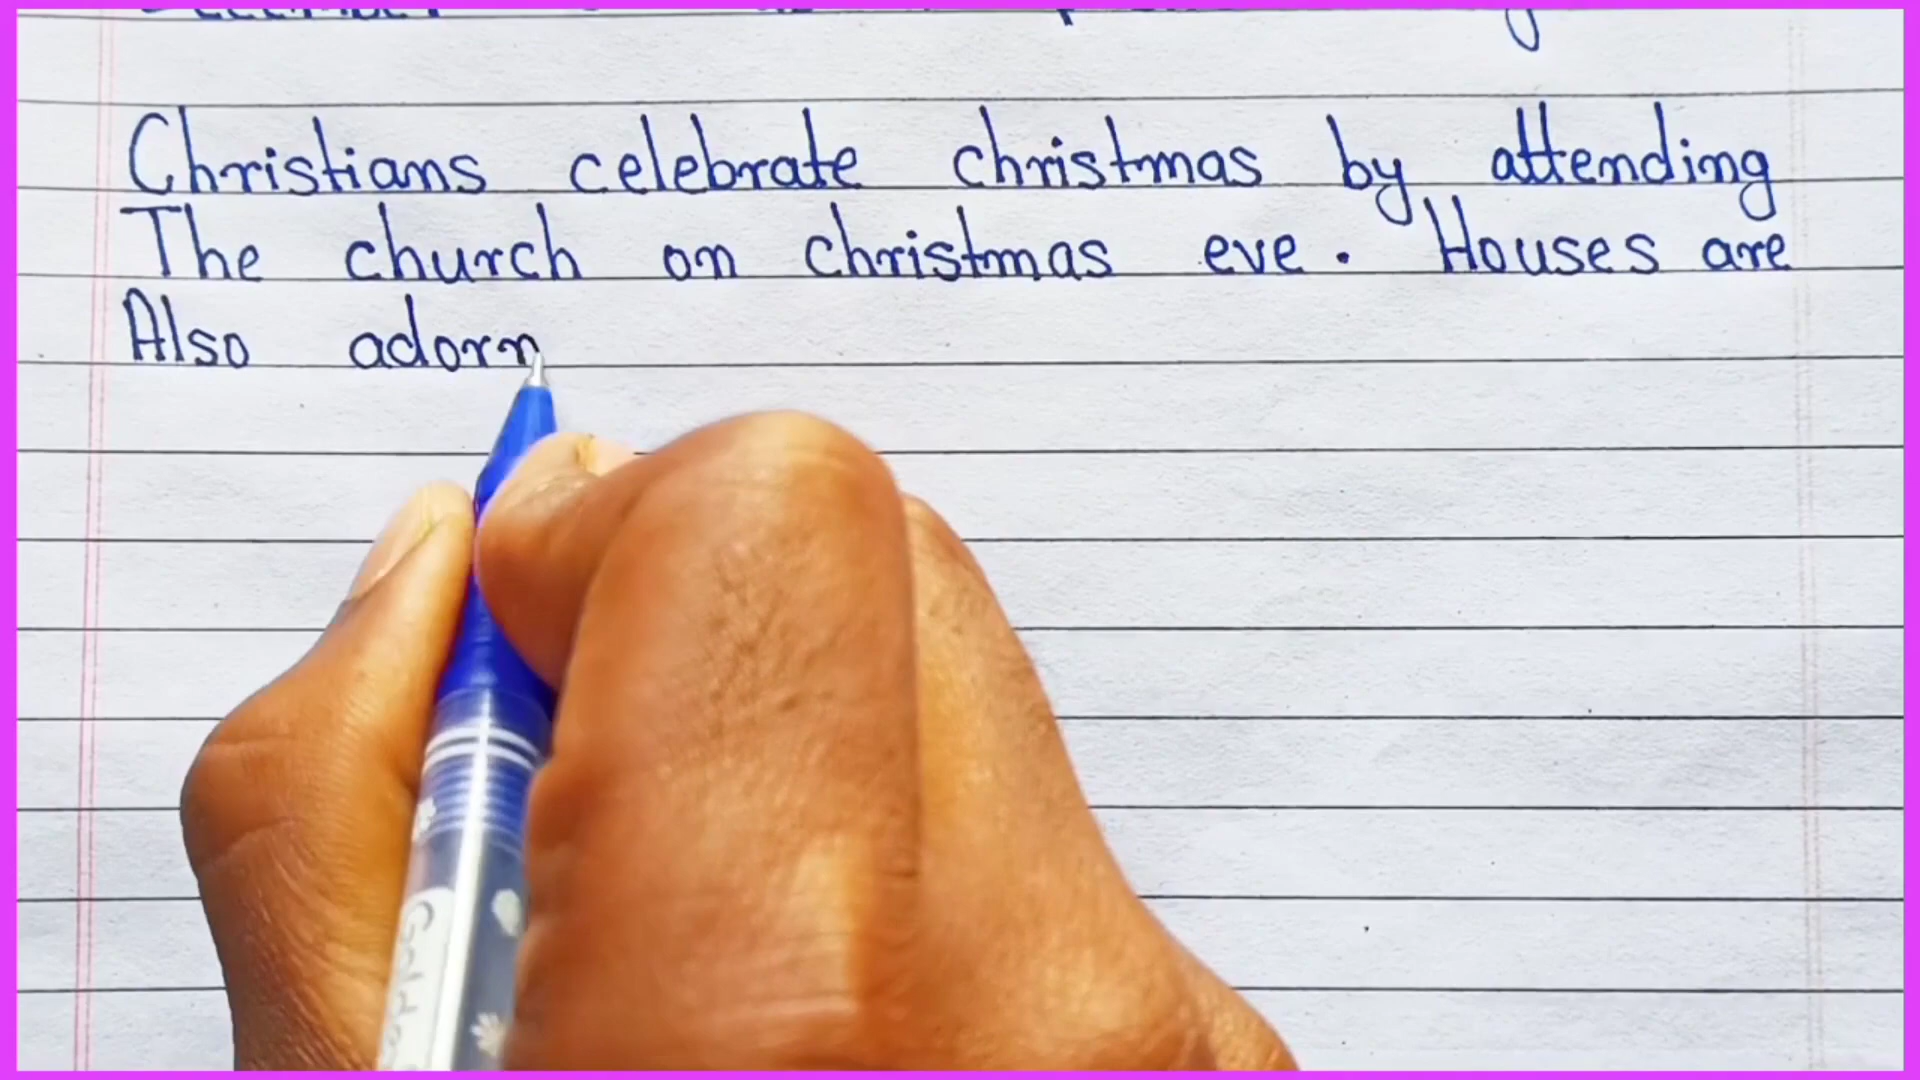 Christians celebrate christmas by attending
The church on christmas eve. Houses are
Also adorn